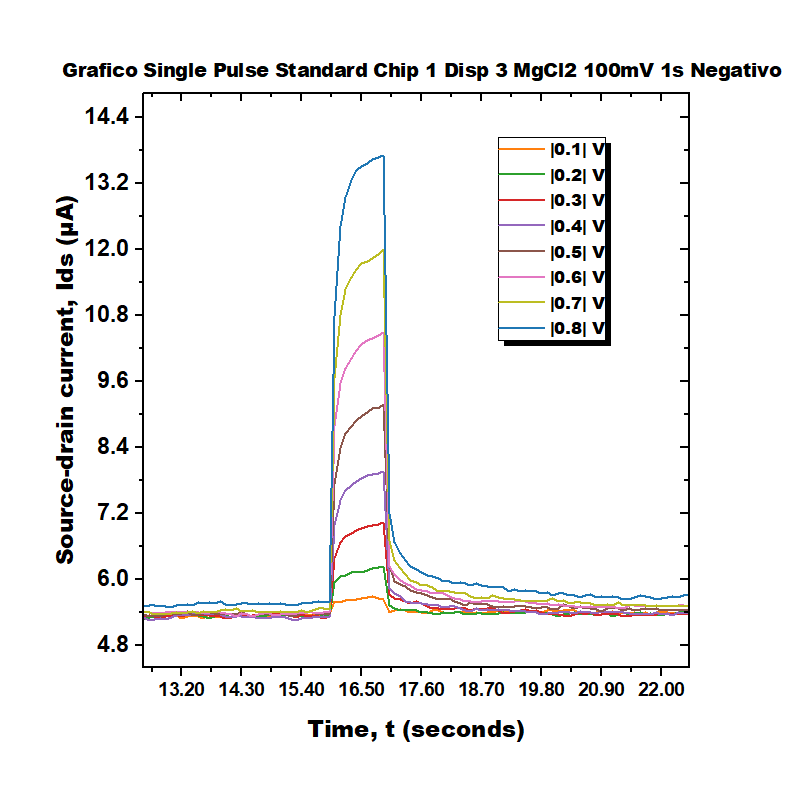 Grafico Single Pulse Standard Chip 1 Disp 3 MgCl2 100mV 1s Negativo
14.4
13.2
12.0
10.8
9.6
8.4
7.2
6.0
4.8
Source-drain current, Ids (µA)
|0.1| V
|0.2| V
|0.3| V
|0.4| V
|0.5| V
|0.6| V
|0.7| V
|0.8| V
13.20 14.30 15.40 16.50 17.60 18.70 19.80 20.90 22.00
Time, t (seconds)